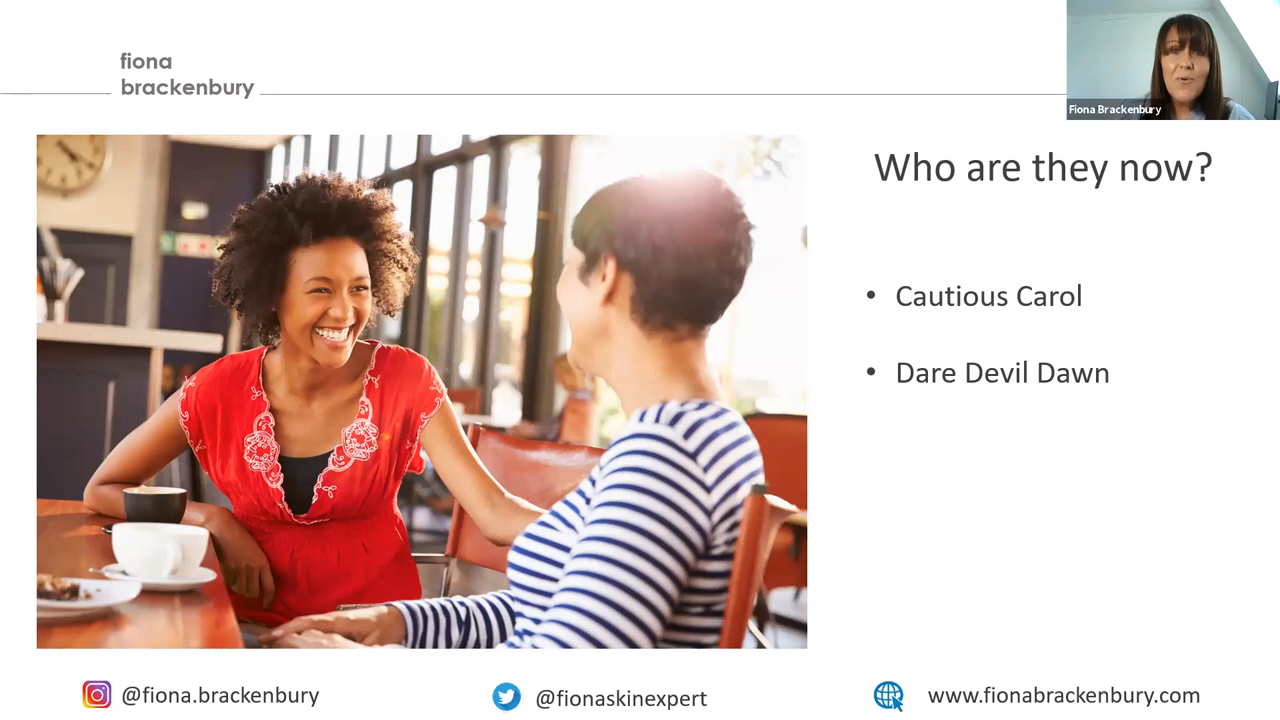 fiona
brackenbury
Fiona Brackenbury
Who are they now?
• Cautious Carol
• Dare Devil Dawn
@fiona.brackenbury
@fionaskinexpert
www.fionabrackenbury.com